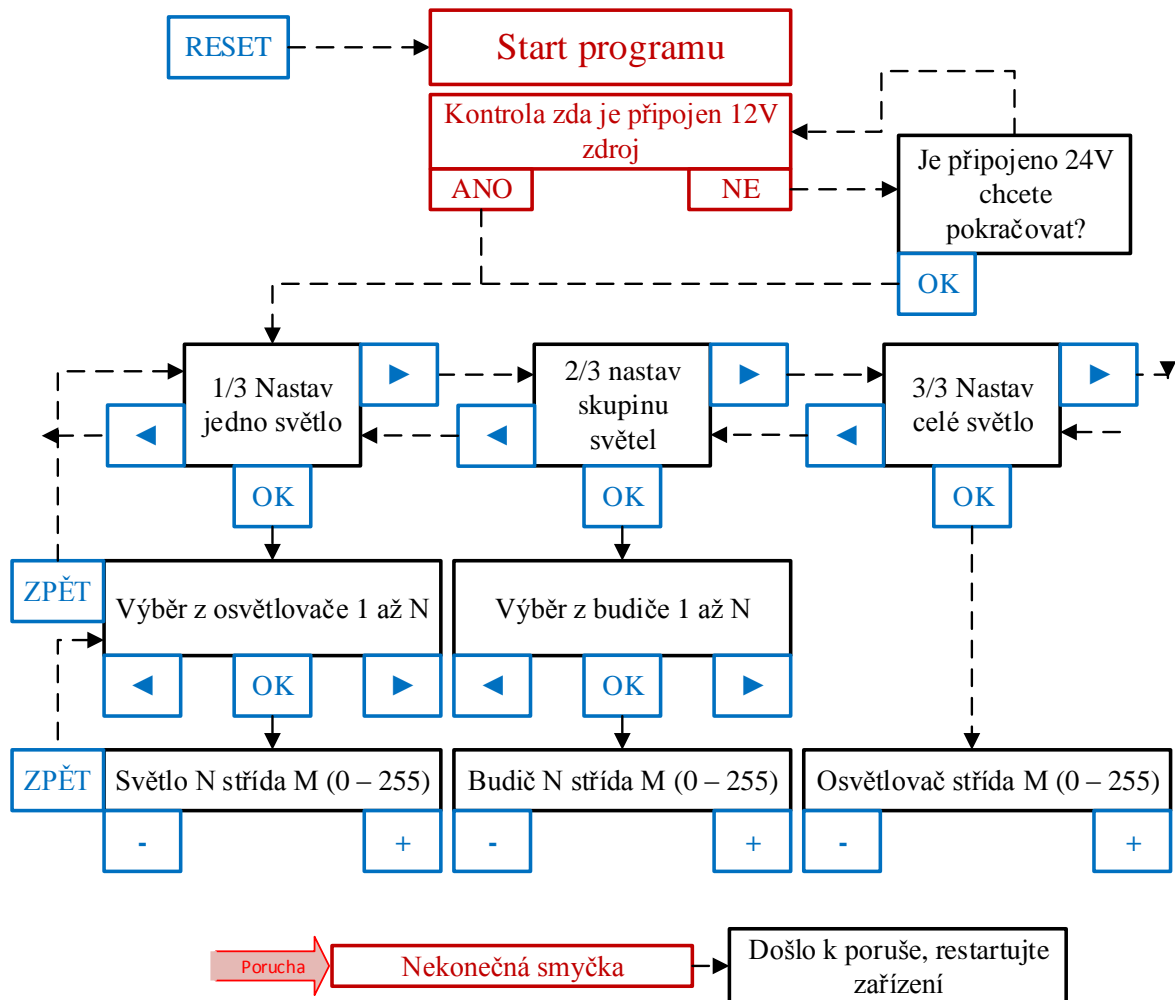 RESET
Start programu
Kontrola zda je připojen 12V
zdroj
ANO
NE
Je připojeno 24V
chcete
pokračovat?
OK
1/3 Nastav
jedno světlo
►
◄
OK
2/3 nastav
skupinu
světel
►
◄
OK
3/3 Nastav
celé světlo
►
◄
OK
ZPĚT
Výběr z osvětlovače 1 až N
◄
OK
►
Výběr z budiče 1 až N
◄
OK
►
ZPĚT
Světlo N střída M (0 – 255)
-
+
Budič N střída M (0 – 255)
-
+
Osvětlovač střída M (0 – 255)
-
+
Porucha
Nekonečná smyčka
Došlo k poruše, restartujte
zařízení